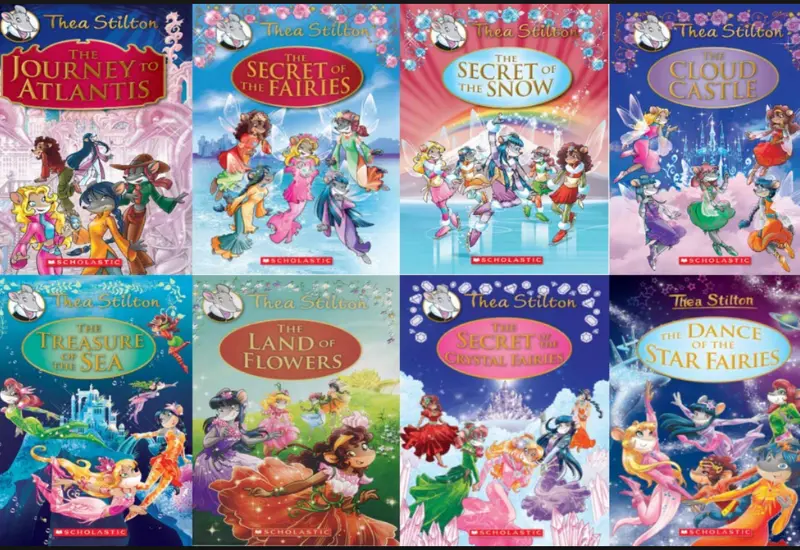 Thea Stilton
THE
JOURNEY TO
ATLANTIS
SCHOLASTIC
Thea Stilton
THE
SECRET OF
THE FAIRIES
SCHOLASTIC
Thea Stilton
THE
SECRET OF
THE SNOW
SCHOLASTIC
Thea Stilton
THE
CLOUD
CASTLE
SCHOLASTIC
Thea Stilton
THE
TREASURE
OF THE SEA
SCHOLASTIC
Thea Stilton
THE
LAND OF
FLOWERS
SCHOLASTIC
Thea Stilton
THE
SECRET OF THE
CRYSTAL FAIRIES
SCHOLASTIC
Thea Stilton
THE DANCE
OF THE
STAR FAIRIES
SCHOLASTIC